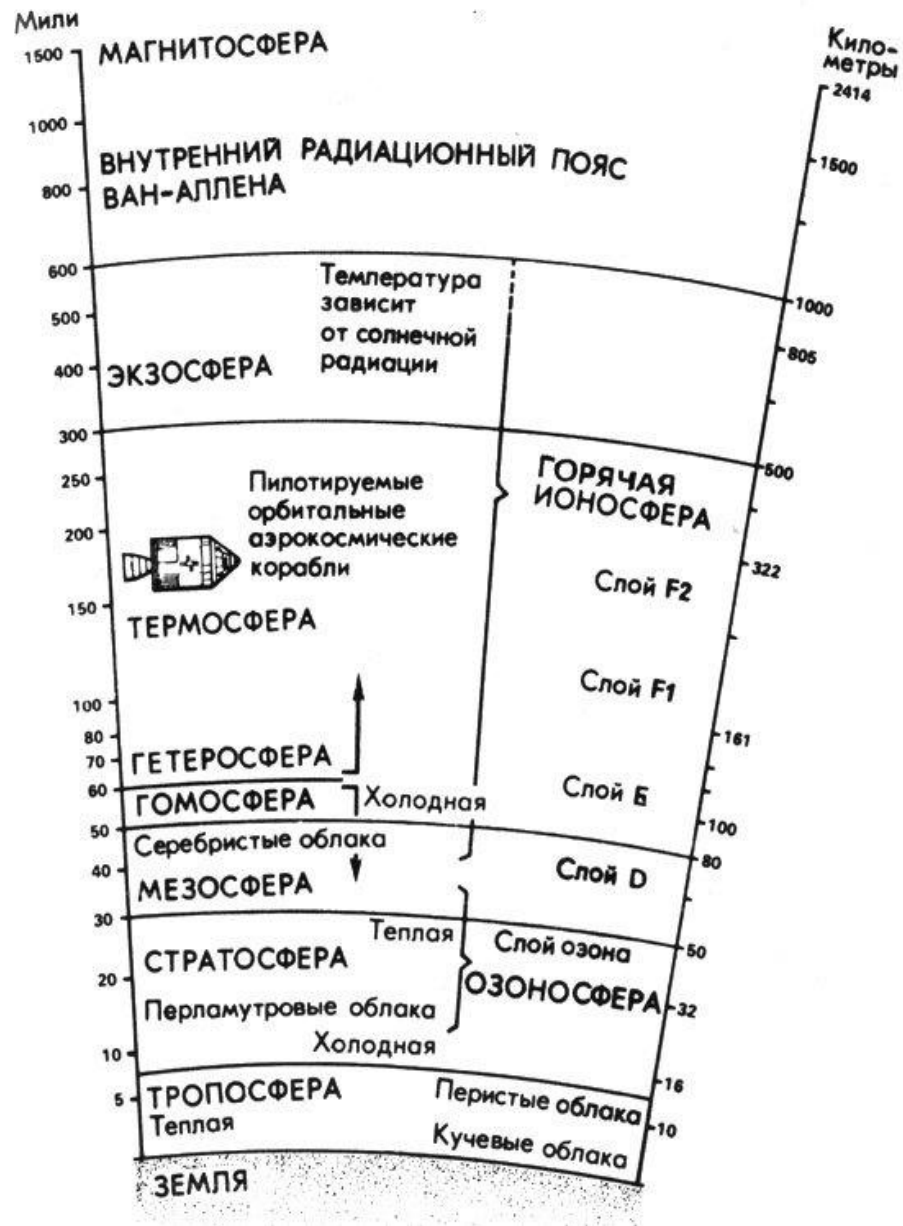 Мили
Кило-
метры
1500
МАГНИТОСФЕРА
2414
1000
ВНУТРЕННИЙ РАДИАЦИОННЫЙ ПОЯС
ВАН-АЛЛЕНА
1500
800
600
Температура
зависит
от солнечной
радиации
1000
500
805
400
ЭКЗОСФЕРА
300
500
250
Пилотируемые
орбитальные
аэрокосмические
корабли
ГОРЯЧАЯ
ИОНОСФЕРА
200
322
Слой F2
150
ТЕРМОСФЕРА
Слой F1
100
161
80
70
ГЕТЕРОСФЕРА
60
ГОМОСФЕРА
Холодная
Слой Б
100
50
Серебристые облака
80
40
МЕЗОСФЕРА
Слой D
30
Теплая
Слой озона
50
СТРАТОСФЕРА
20
ОЗОНОСФЕРА
32
Перламутровые облака
Холодная
10
16
5
ТРОПОСФЕРА
Перистые облака
10
Теплая
Кучевые облака
ЗЕМЛЯ